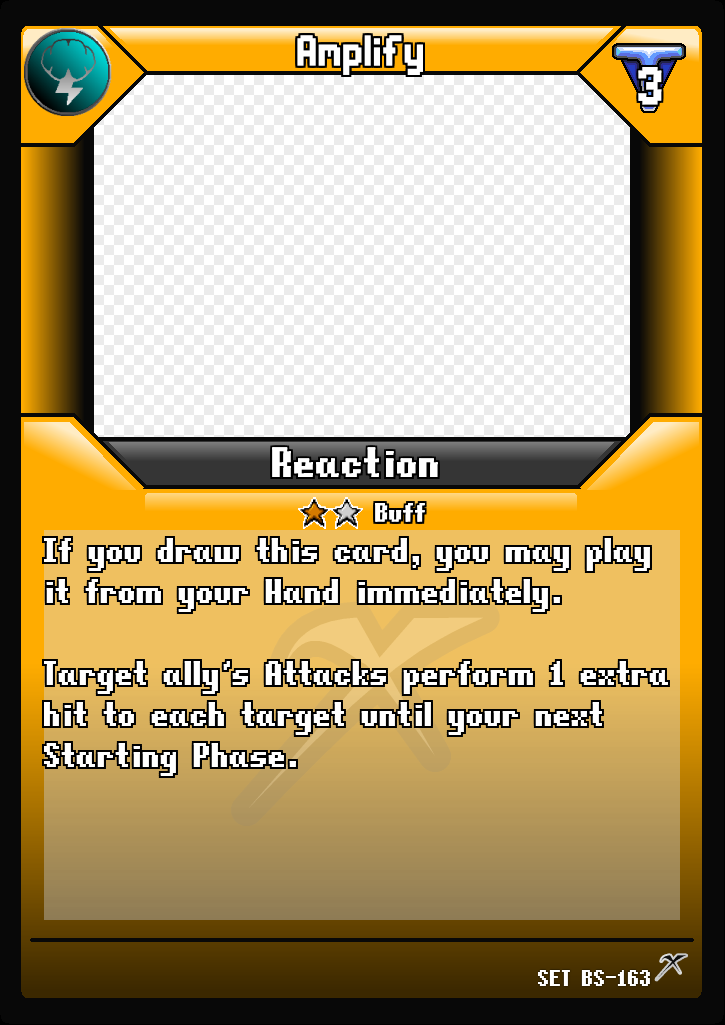 Amplify
3
Reaction
Buff
If you draw this card, you may play
it from your Hand immediately.
Target ally's Attacks perform 1 extra
hit to each target until your next
Starting Phase.
SET BS-163